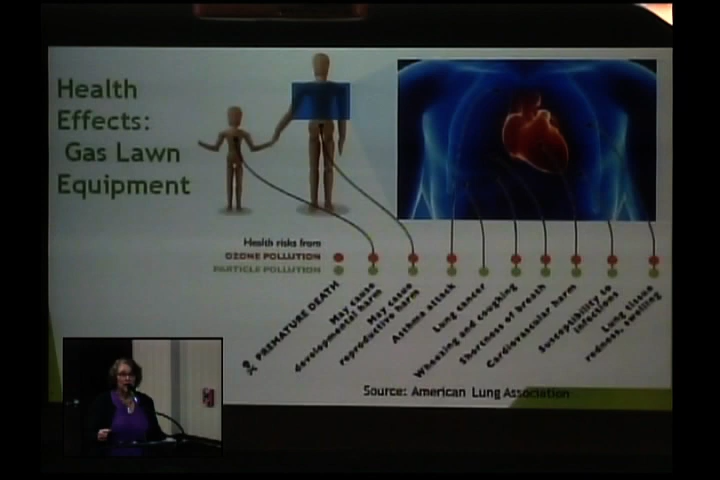 Health
Effects:
Gas Lawn
Equipment
Health risks from
OZONE POLLUTION
PARTICLE POLLUTION
PREMATURE DEATH
May cause
developmental harm
May cause
reproductive harm
Asthma attack
Lung cancer
Wheezing and coughing
Shortness of breath
Cardiovascular harm
Susceptibility to
infections
Lung tissue
redness, swelling
Source: American Lung Association